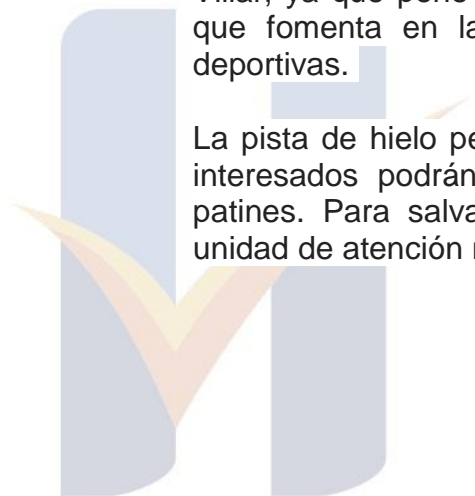 Villar, ya que pone
que fomenta en la
deportivas.
La pista de hielo pe
interesados podrán
patines. Para salva
unidad de atención